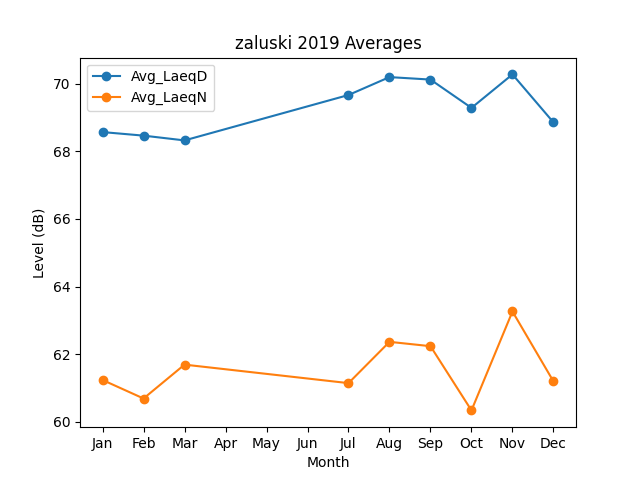 zaluski 2019 Averages
Avg_LaeqD
Avg_LaeqN
Level (dB)
70
68
66
64
62
60
Jan Feb Mar Apr May Jun Jul Aug Sep Oct Nov Dec
Month